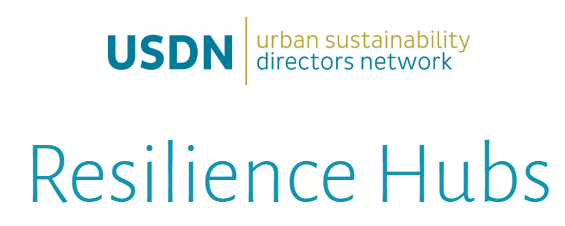 USDN
urban sustainability
directors network
Resilience Hubs